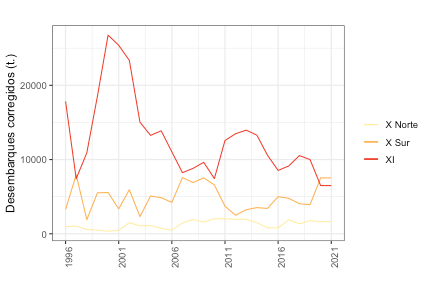 Desembarques corregidos (t.)
20000
10000
0
1996
2001
2006
2011
2016
2021
X Norte
X Sur
XI